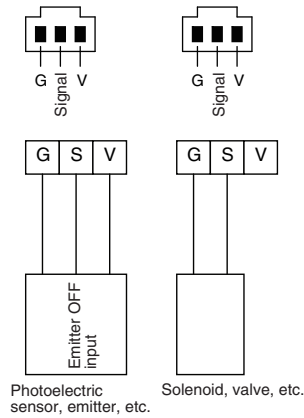 G Signal V
G Signal V
G S V
G S V
Emitter OFF
input
Photoelectric
sensor, emitter, etc.
Solenoid, valve, etc.